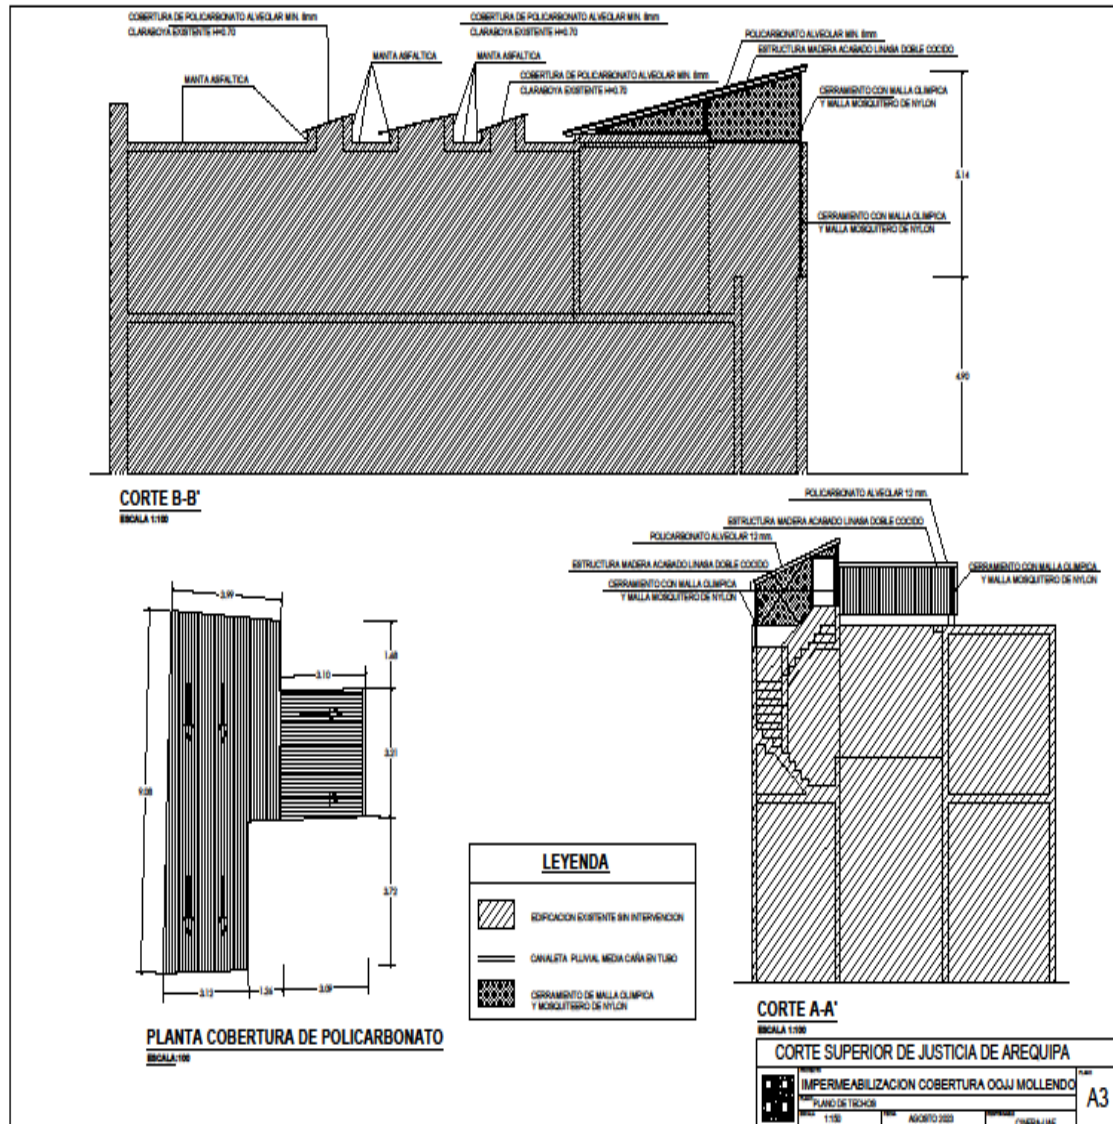 COBERTURA DE POLICARBONATO ALVEOLAR MIN. 8mm
CLARABOYA EXISTENTE H=0.70
COBERTURA DE POLICARBONATO ALVEOLAR MIN. 8mm
CLARABOYA EXISTENTE H=0.70
MANTA ASFALTICA
MANTA ASFALTICA
MANTA ASFALTICA
COBERTURA DE POLICARBONATO ALVEOLAR MIN. 8mm
CLARABOYA EXISTENTE H=0.70
POLICARBONATO ALVEOLAR MIN. 8mm
ESTRUCTURA MADERA ACABADO LINASA DOBLE COCIDO
CERRAMIENTO CON MALLA OLIMPICA
Y MALLA MOSQUITERO DE NYLON
5.14
CERRAMIENTO CON MALLA OLIMPICA
Y MALLA MOSQUITERO DE NYLON
4.90
CORTE B-B'
ESCALA 1:100
POLICARBONATO ALVEOLAR 12 mm.
ESTRUCTURA MADERA ACABADO LINASA DOBLE COCIDO
POLICARBONATO ALVEOLAR 12 mm.
ESTRUCTURA MADERA ACABADO LINASA DOBLE COCIDO
CERRAMIENTO CON MALLA OLIMPICA
Y MALLA MOSQUITERO DE NYLON
CERRAMIENTO CON MALLA OLIMPICA
Y MALLA MOSQUITERO DE NYLON
3.99
1.48
3.10
3.21
9.08
3.72
3.13
1.26
3.09
PLANTA COBERTURA DE POLICARBONATO
ESCALA:100
LEYENDA
EDIFICACION EXISTENTE SIN INTERVENCION
CANALETA PLUVIAL MEDIA CAÑA EN TUBO
CERRAMIENTO DE MALLA OLIMPICA
Y MOSQUITEERO DE NYLON
CORTE A-A'
ESCALA 1:100
CORTE SUPERIOR DE JUSTICIA DE AREQUIPA
IMPERMEABILIZACION COBERTURA OOJJ MOLLENDO
PLANO DE TECHOS
A3
1:150
AGOSTO 2023